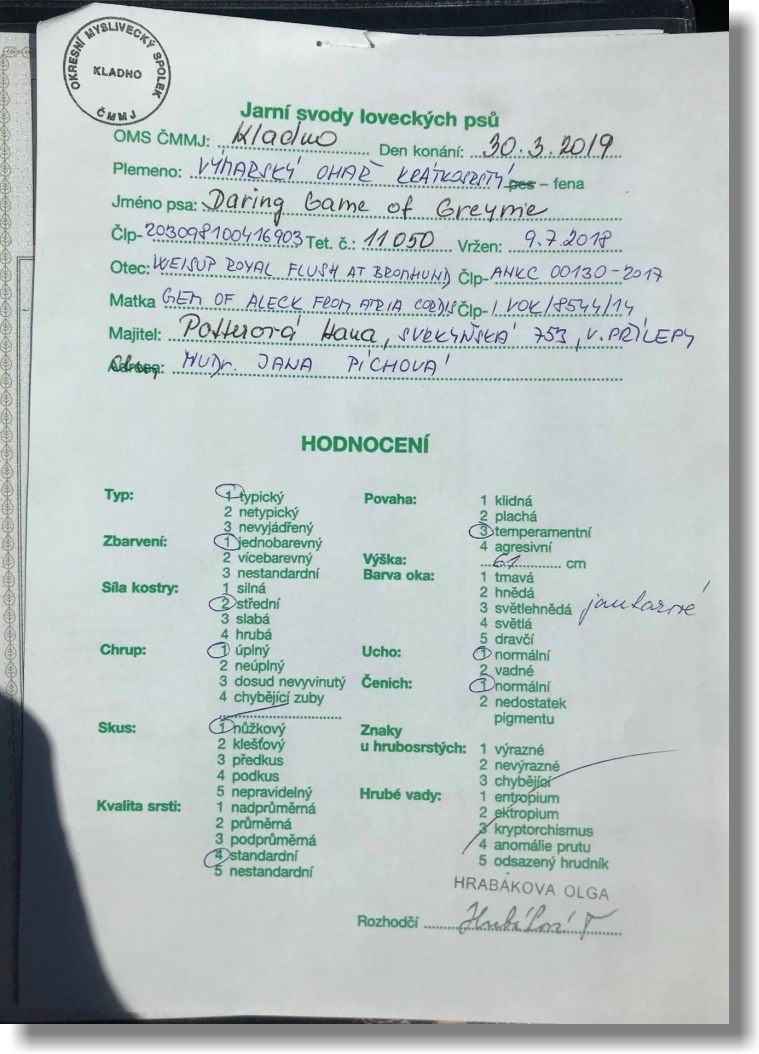 OKRESNÍ MYSLIVECKÝ SPOLEK
KLADNO
ČMMJ
Jarní svody loveckých psů
OMS ČMMJ: Kladno Den konání: 30.3.2019
Plemeno: VÝMARSKÝ OHAŘ KRÁTKOSRSTÝ pes – fena
Jméno psa: Daring Game of Greyme
Člp- 203098100416903 Tet. č.: 11050 Vržen: 9.7.2018
Otec: WEISUP ROYAL FLUSH AT BROMHUND Člp- ANKC 00130-2017
Matka GEM OF ALECK FROM ATRIA CORDIS Člp- / VOK/8544/14
Majitel: Potterová Hana, SVRKYŇSKÁ 753, V. PŘÍLEPY
MUDr. JANA PÍCHOVÁ
HODNOCENÍ
Typ: 1 typický
2 netypický
3 nevyjádřený
Zbarvení: 1 jednobarevný
2 vícebarevný
3 nestandardní
Síla kostry: 1 silná
2 střední
3 slabá
4 hrubá
Chrup: 1 úplný
2 neúplný
3 dosud nevyvinutý
4 chybějící zuby
Skus: 1 nůžkový
2 klešťový
3 předkus
4 podkus
5 nepravidelný
Kvalita srsti: 1 nadprůměrná
2 průměrná
3 podprůměrná
4 standardní
5 nestandardní
Povaha: 1 klidná
2 plachá
3 temperamentní
4 agresivní
Výška: 61 cm
Barva oka: 1 tmavá
2 hnědá
3 světlehnědá jantarové
4 světlá
5 dravčí
Ucho: 1 normální
2 vadné
Čenich: 1 normální
2 nedostatek
pigmentu
Znaky
u hrubosrstých: 1 výrazné
2 nevýrazné
3 chybějící
Hrubé vady: 1 entropium
2 ektropium
3 kryptorchismus
4 anomálie prutu
5 odsazený hrudník
HRABÁKOVA OLGA
Rozhodčí